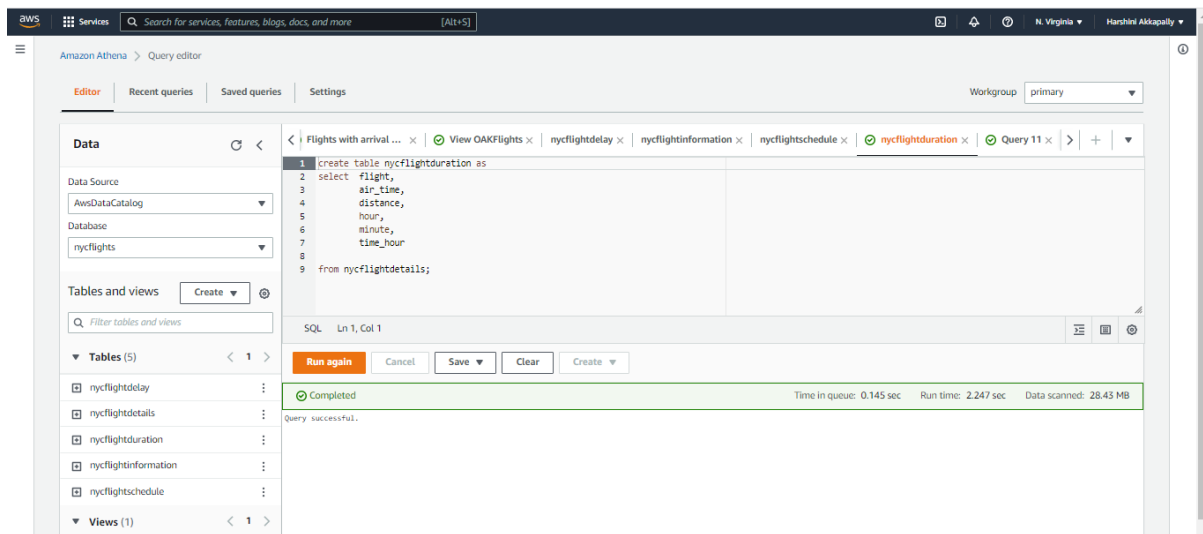 aws Services Search for services, features, blogs, docs, and more [Alt+S] N. Virginia Harshini Akkapally
Amazon Athena > Query editor
Editor Recent queries Saved queries Settings Workgroup primary
Data
Flights with arrival ... View OAKFlights nycflightdelay nycflightinformation nycflightschedule nycflightduration Query 11
Data Source
AwsDataCatalog
Database
nycflights
Tables and views Create
Filter tables and views
Tables (5) 1
nycflightdelay
nycflightdetails
nycflightduration
nycflightinformation
nycflightschedule
Views (1) 1
1 create table nycflightduration as
2 select flight,
3 air_time,
4 distance,
5 hour,
6 minute,
7 time_hour
8
9 from nycflightdetails;
SQL Ln 1, Col 1
Run again Cancel Save Clear Create
Completed Time in queue: 0.145 sec Run time: 2.247 sec Data scanned: 28.43 MB
Query successful.